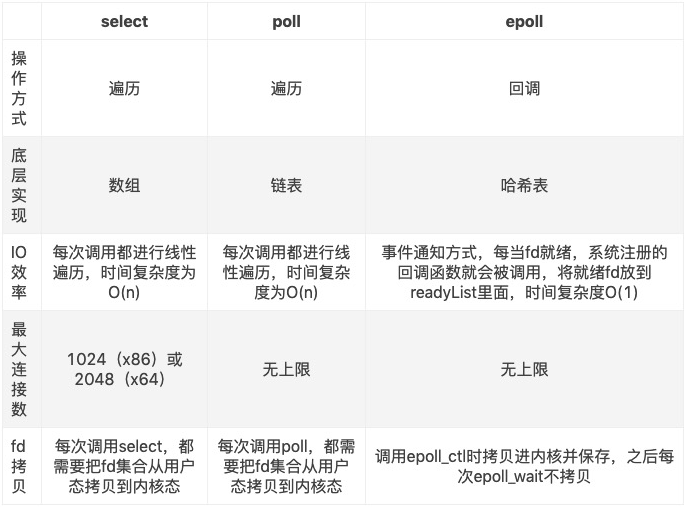 select poll epoll
操
作
方
式
遍历 遍历 回调
底
层
实
现
数组 链表 哈希表
IO
效
率
每次调用都进行线
性遍历，时间复杂度为
O(n)
每次调用都进行线
性遍历，时间复杂
度为O(n)
事件通知方式，每当fd就绪，系统注册的
回调函数就会被调用，将就绪fd放到
readyList里面，时间复杂度O(1)
最
大
连
接
数
1024（x86）或
2048（x64）
无上限
无上限
fd
拷
贝
每次调用select，都
需要把fd集合从用户
态拷贝到内核态
每次调用poll，都需
要把fd集合从用户
态拷贝到内核态
调用epoll_ctl时拷贝进内核并保存，之后每
次epoll_wait不拷贝